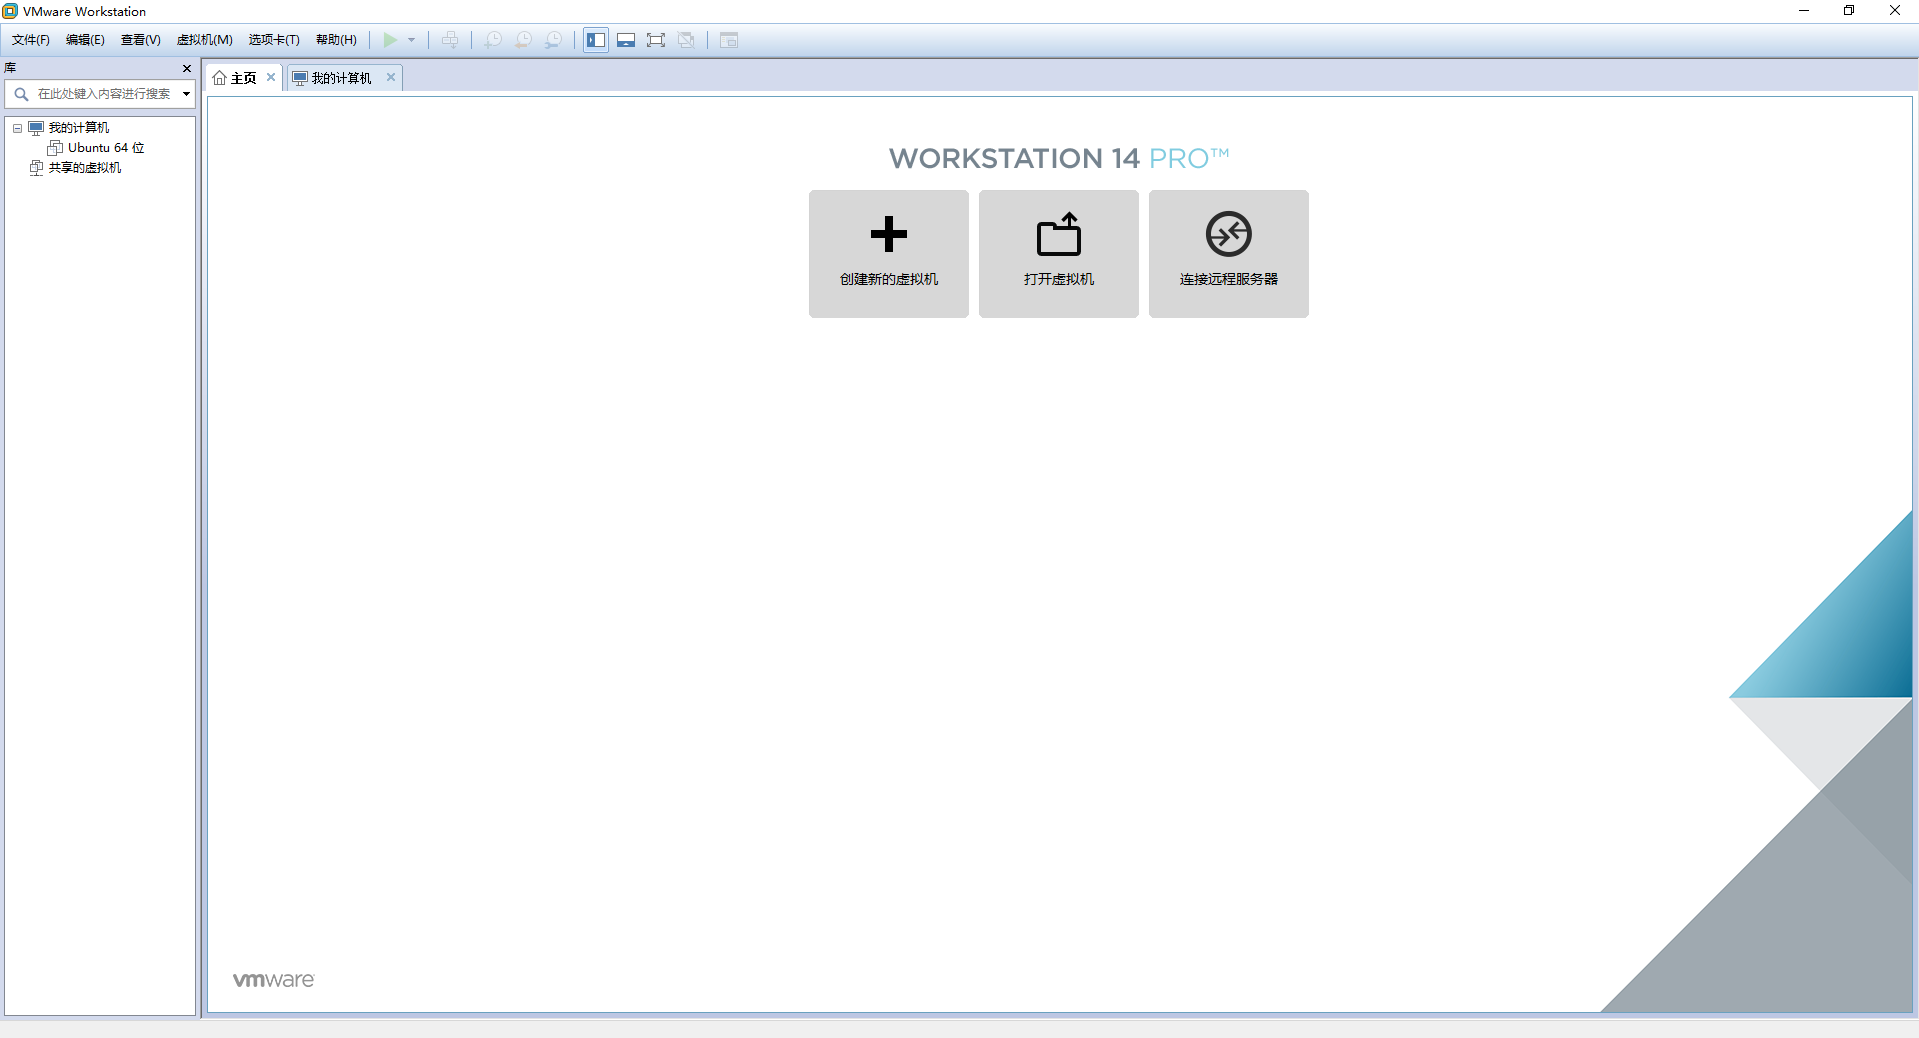 VMware Workstation
文件(F) 编辑(E) 查看(V) 虚拟机(M) 选项卡(T) 帮助(H)
库
在此处键入内容进行搜索
我的计算机
Ubuntu 64 位
共享的虚拟机
主页 我的计算机
WORKSTATION 14 PRO™
创建新的虚拟机 打开虚拟机 连接远程服务器
vmware